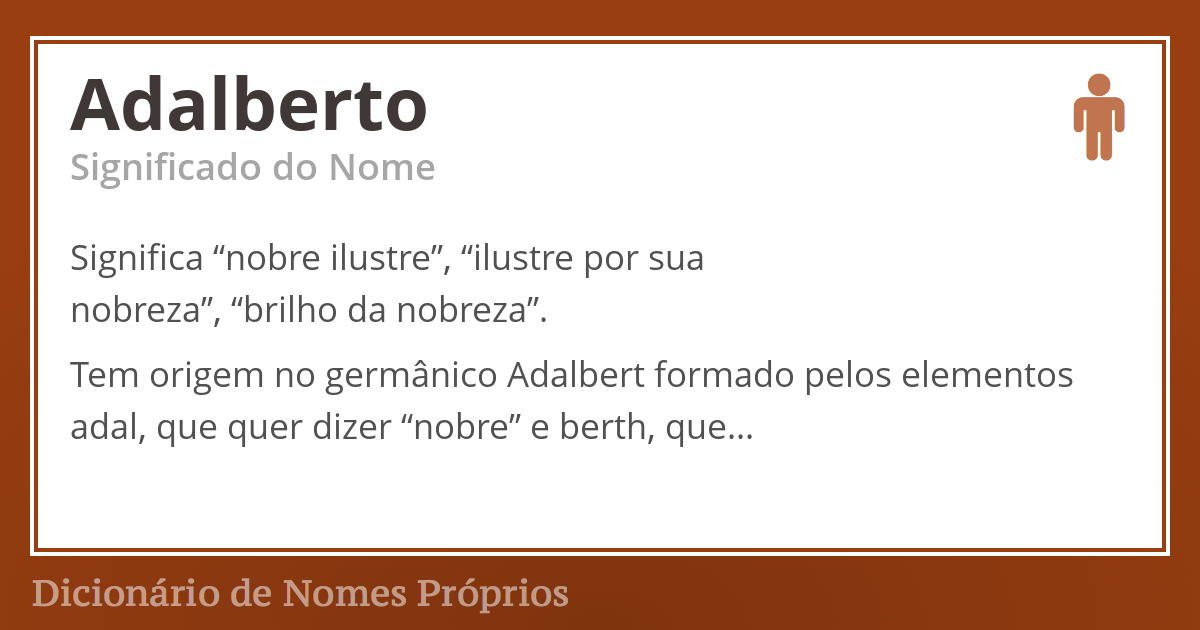 Adalberto
Significado do Nome
Significa “nobre ilustre”, “ilustre por sua
nobreza”, “brilho da nobreza”.
Tem origem no germânico Adalbert formado pelos elementos
adal, que quer dizer “nobre” e berth, que...
Dicionário de Nomes Próprios